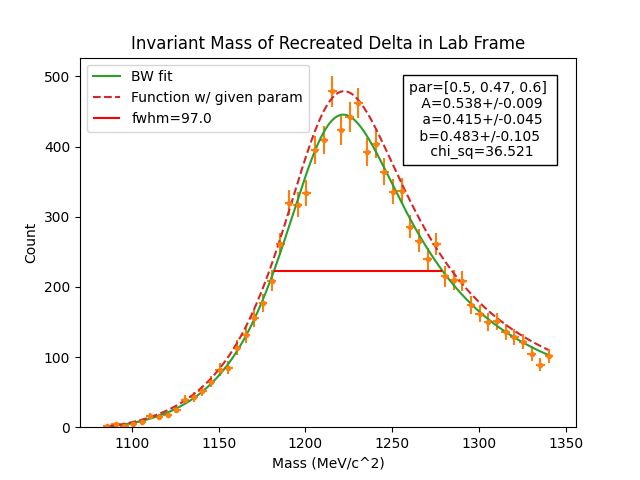 Invariant Mass of Recreated Delta in Lab Frame
BW fit
Function w/ given param
fwhm=97.0
par=[0.5, 0.47, 0.6]
A=0.538+/-0.009
a=0.415+/-0.045
b=0.483+/-0.105
chi_sq=36.521
500
400
300
200
100
0
Count
1100 1150 1200 1250 1300 1350
Mass (MeV/c^2)